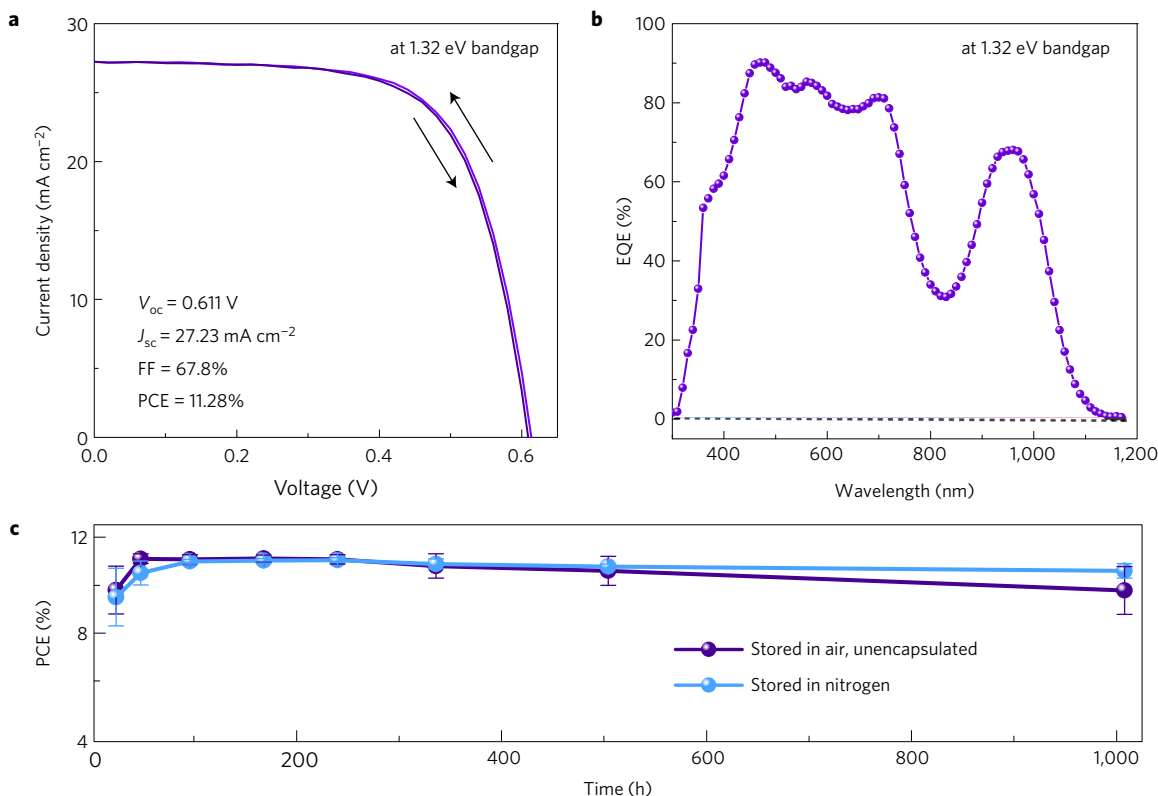 a
30
20
10
0
Current density (mA cm⁻²)
at 1.32 eV bandgap
V_oc = 0.611 V
J_sc = 27.23 mA cm⁻²
FF = 67.8%
PCE = 11.28%
0.0 0.2 0.4 0.6
Voltage (V)
b
100
80
60
40
20
0
EQE (%)
at 1.32 eV bandgap
400 600 800 1,000 1,200
Wavelength (nm)
c
12
8
4
PCE (%)
Stored in air, unencapsulated
Stored in nitrogen
0 200 400 600 800 1,000
Time (h)